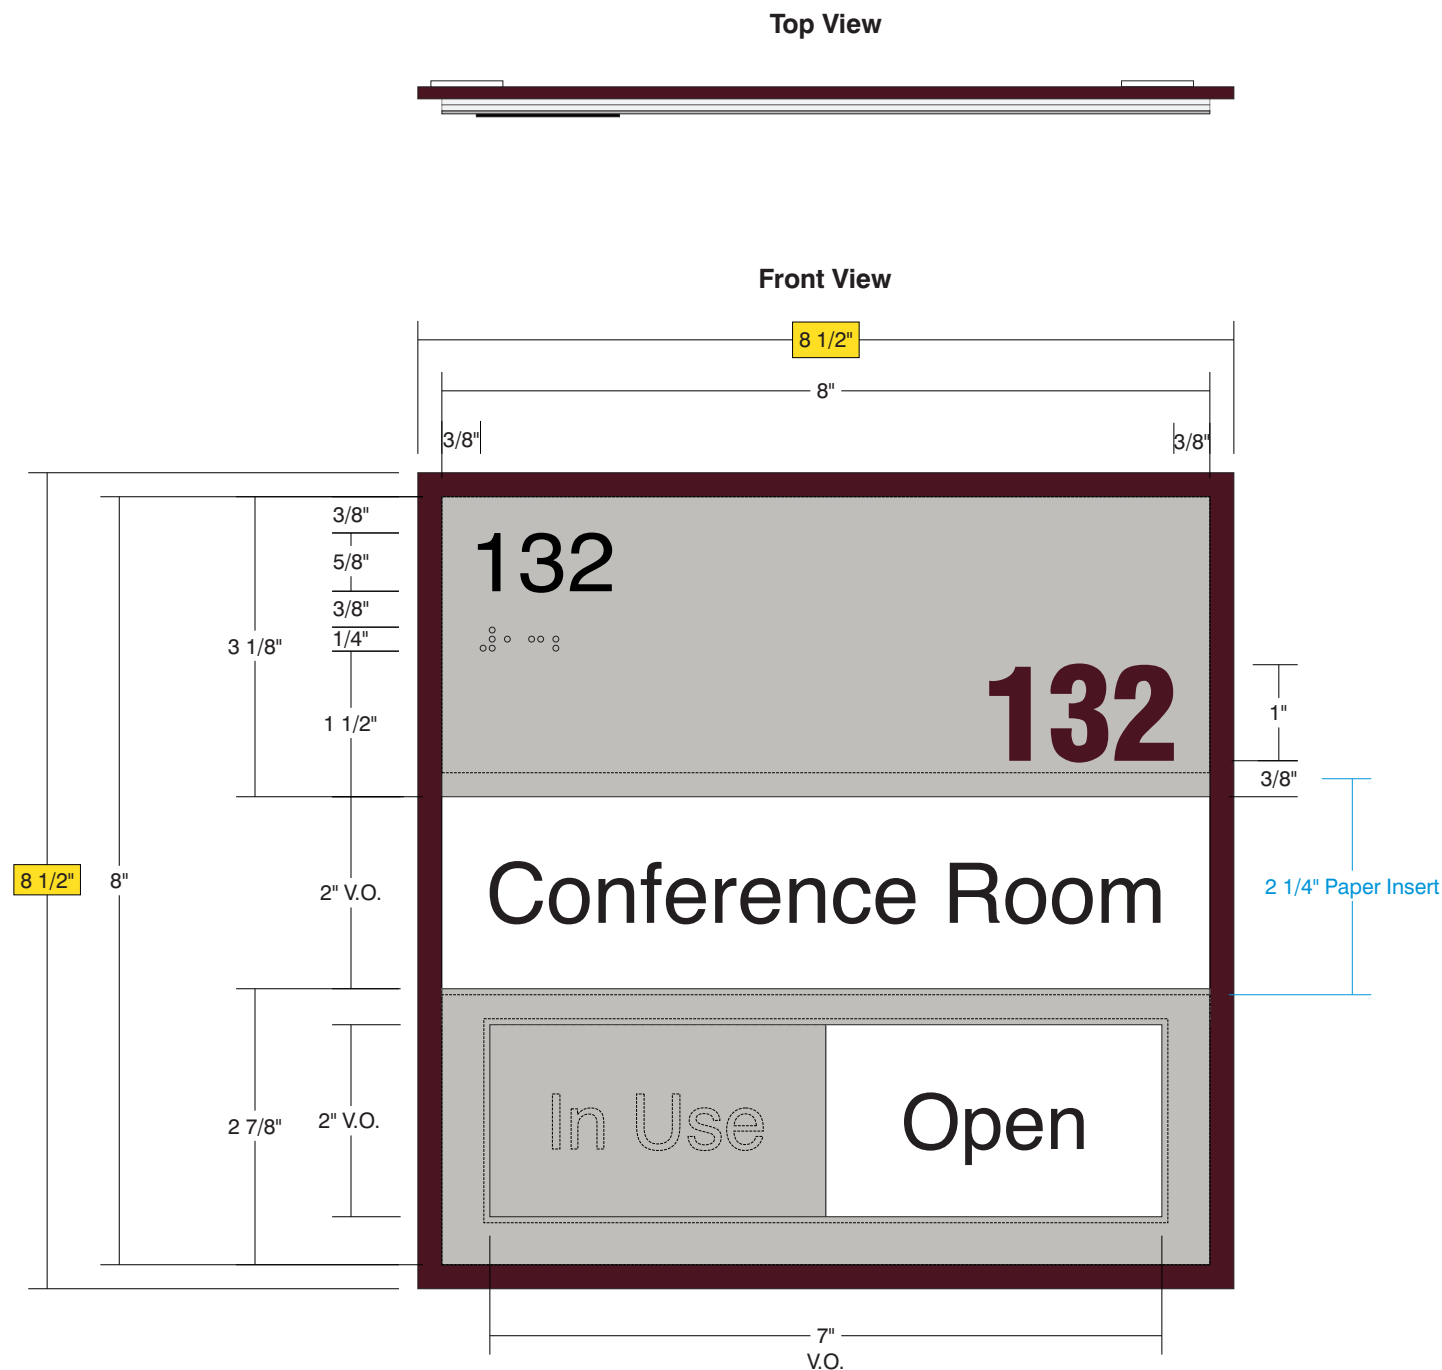 Top View
Front View
8 1/2"
8"
3/8"
3/8"
3/8"
5/8"
3/8"
1/4"
3 1/8"
1 1/2"
132
132
1"
3/8"
8 1/2"
8"
2" V.O.
Conference Room
2 1/4" Paper Insert
2 7/8"
2" V.O.
In Use
Open
7"
V.O.